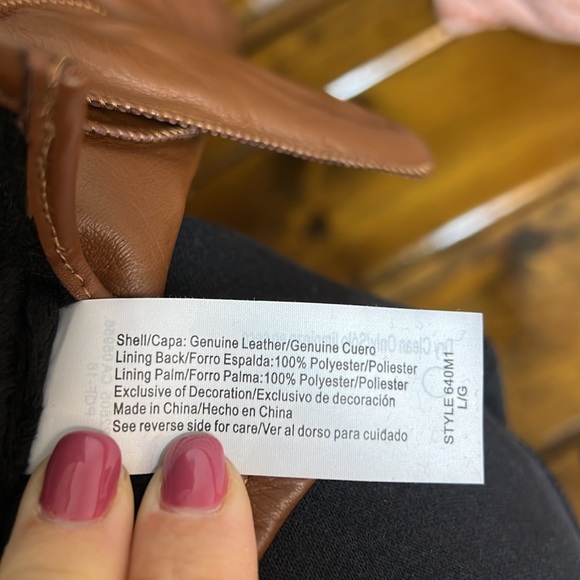 Shell/Capa: Genuine Leather/Genuine Cuero
Lining Back/Forro Espalda:100% Polyester/Poliester
Lining Palm/Forro Palma:100% Polyester/Poliester
Exclusive of Decoration/Exclusivo de decoración
Made in China/Hecho en China
See reverse side for care/Ver al dorso para cuidado
STYLE 640M1
L/G